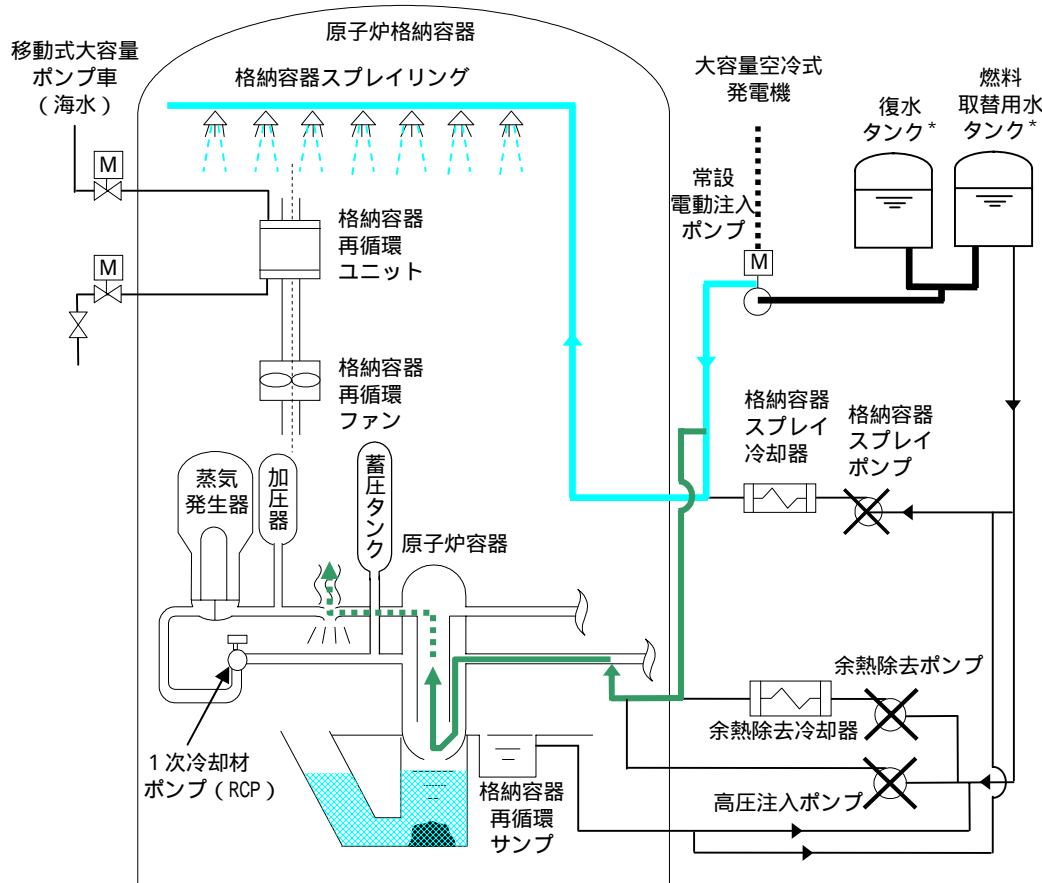 原子炉格納容器
移動式大容量
ポンプ車
（海水）
格納容器スプレイリング
大容量空冷式
発電機
復水
タンク*
燃料
取替用水
タンク*
M
常設
電動注入
ポンプ
格納容器
再循環
ユニット
M
M
格納容器
再循環
ファン
格納容器
スプレイ
冷却器
格納容器
スプレイ
ポンプ
蒸気
発生器
加圧器
蓄圧タンク
原子炉容器
余熱除去ポンプ
余熱除去冷却器
1次冷却材
ポンプ（RCP）
格納容器
再循環
サンプ
高圧注入ポンプ